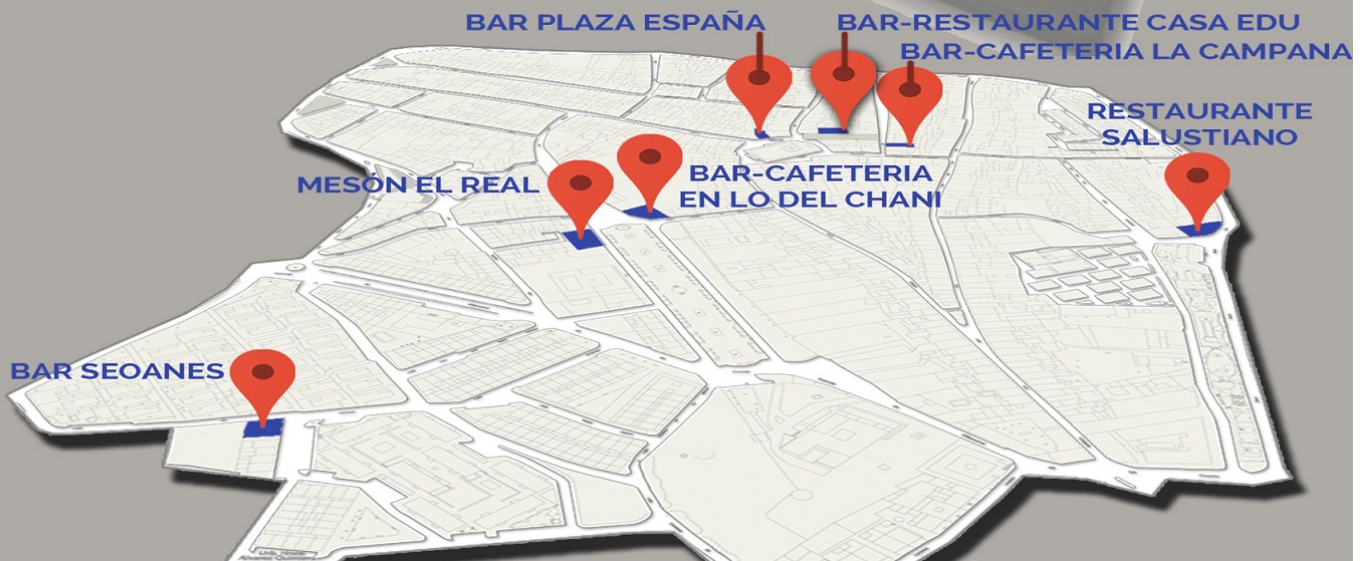 BAR PLAZA ESPAÑA
BAR-RESTAURANTE CASA EDU
BAR-CAFETERIA LA CAMPANA
RESTAURANTE
SALUSTIANO
BAR-CAFETERIA
EN LO DEL CHANI
MESÓN EL REAL
BAR SEOANES